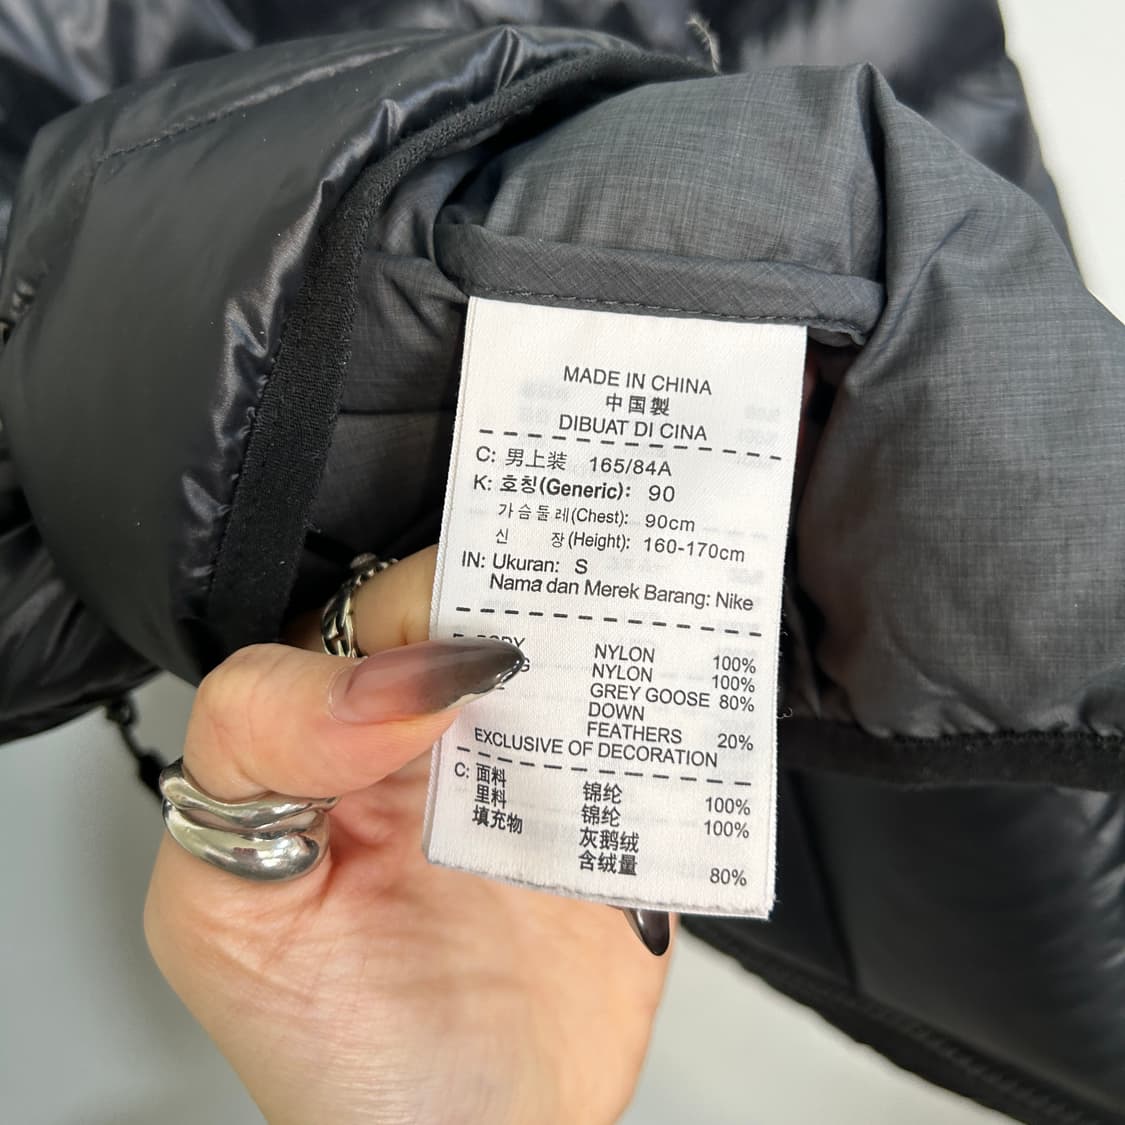 MADE IN CHINA
中国製
DIBUAT DI CINA
C: 男上装 165/84A
K: 호칭(Generic): 90
가슴둘레(Chest): 90cm
신 장(Height): 160-170cm
IN: Ukuran: S
Nama dan Merek Barang: Nike
NYLON 100%
NYLON 100%
GREY GOOSE 80%
DOWN
FEATHERS 20%
EXCLUSIVE OF DECORATION
C: 面料 锦纶 100%
里料 锦纶 100%
填充物 灰鹅绒
含绒量 80%